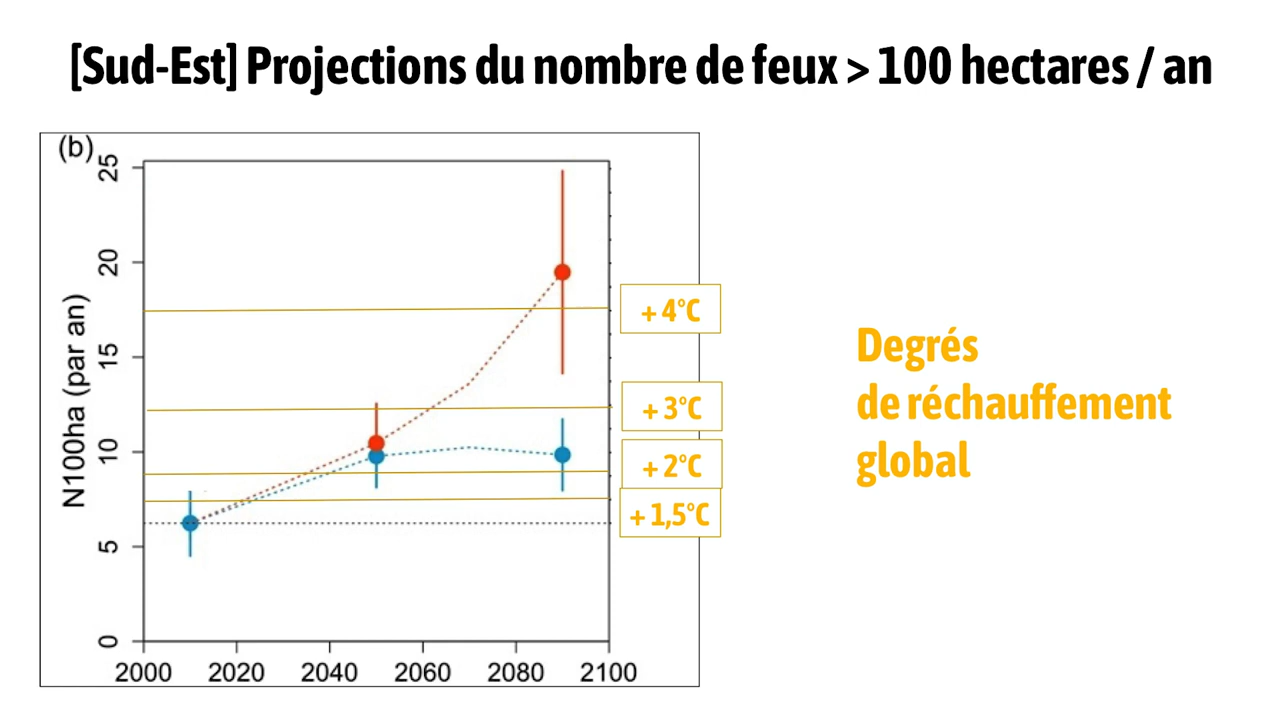 [Sud-Est] Projections du nombre de feux > 100 hectares / an
(b)
N100ha (par an)
25
20
15
10
5
0
2000 2020 2040 2060 2080 2100
+ 4°C
+ 3°C
+ 2°C
+ 1,5°C
Degrés
de réchauffement
global